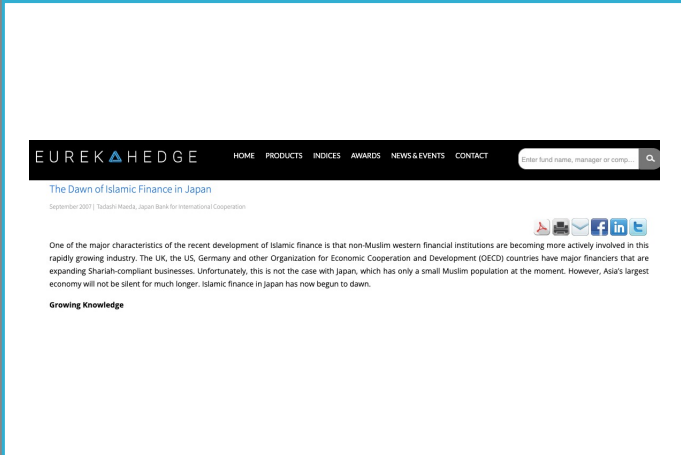 EUREKAHEDGE
HOME PRODUCTS INDICES AWARDS NEWS & EVENTS CONTACT
Enter fund name, manager or comp...
The Dawn of Islamic Finance in Japan
September 2007 | Tadashi Maeda, Japan Bank for International Cooperation
One of the major characteristics of the recent development of Islamic finance is that non-Muslim western financial institutions are becoming more actively involved in this
rapidly growing industry. The UK, the US, Germany and other Organization for Economic Cooperation and Development (OECD) countries have major financiers that are
expanding Shariah-compliant businesses. Unfortunately, this is not the case with Japan, which has only a small Muslim population at the moment. However, Asia's largest
economy will not be silent for much longer. Islamic finance in Japan has now begun to dawn.
Growing Knowledge